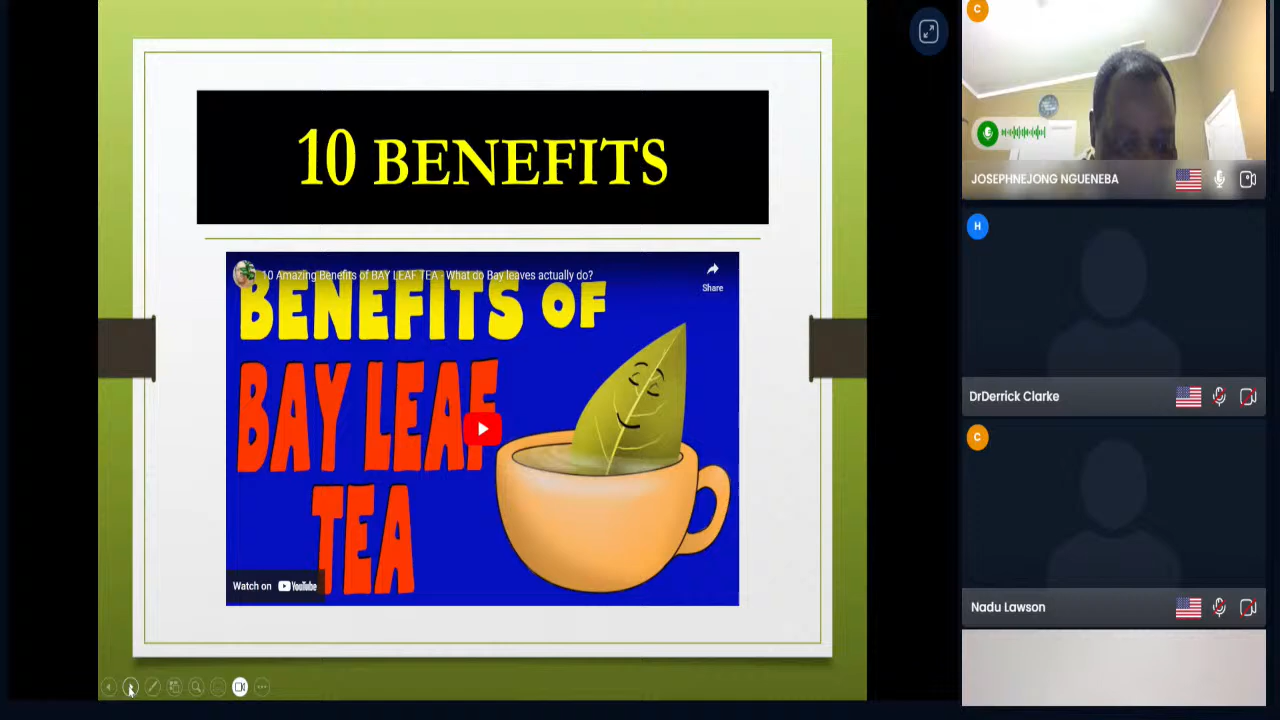 10 BENEFITS
10 Amazing Benefits of BAY LEAF TEA - What do Bay leaves actually do?
Share
BENEFITS OF
BAY LEAF
TEA
Watch on YouTube
C
JOSEPHNEJONG NGUENEBA
H
DrDerrick Clarke
C
Nadu Lawson